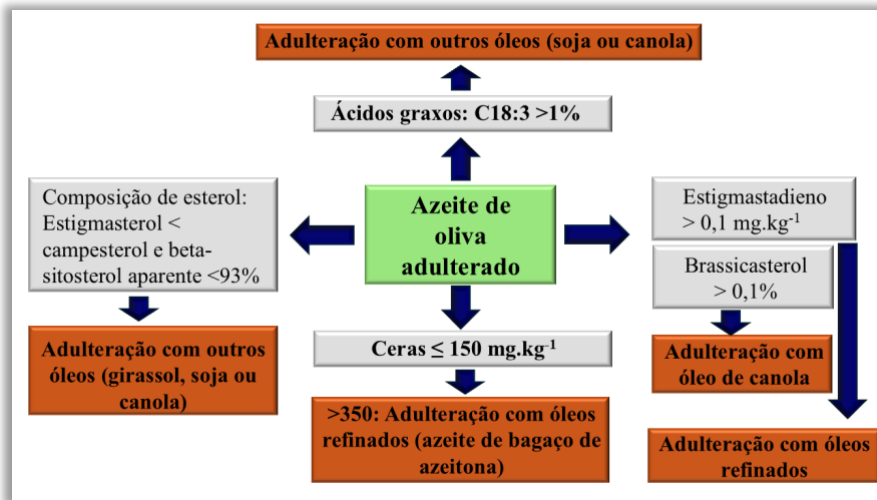 Adulteração com outros óleos (soja ou canola)
Ácidos graxos: C18:3 >1%
Composição de esterol:
Estigmasterol <
campesterol e beta-
sitosterol aparente <93%
Azeite de
oliva
adulterado
Estigmastadieno
> 0,1 mg.kg⁻¹
Brassicasterol
> 0,1%
Adulteração com outros
óleos (girassol, soja ou
canola)
Ceras ≤ 150 mg.kg⁻¹
Adulteração com
óleo de canola
>350: Adulteração com óleos
refinados (azeite de bagaço de
azeitona)
Adulteração com óleos
refinados